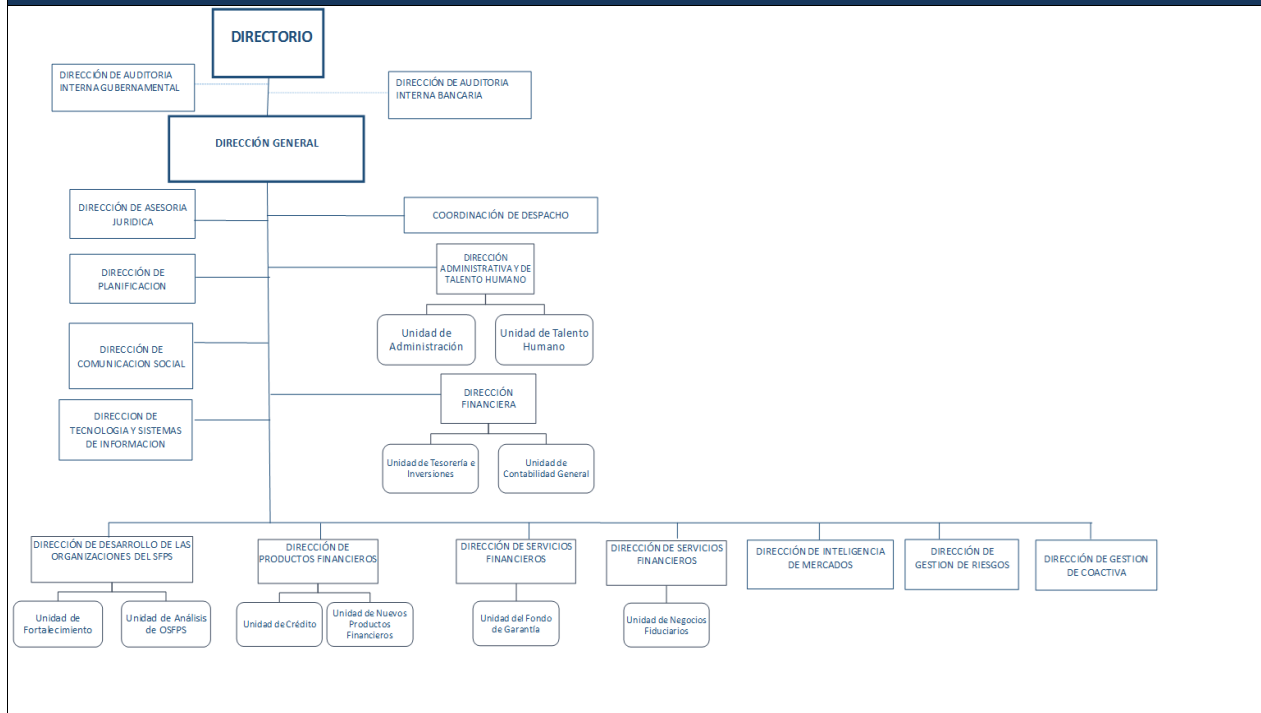 DIRECTORIO
DIRECCIÓN DE AUDITORIA
INTERNA GUBERNAMENTAL
DIRECCIÓN DE AUDITORIA
INTERNA BANCARIA
DIRECCIÓN GENERAL
DIRECCIÓN DE ASESORIA
JURIDICA
COORDINACIÓN DE DESPACHO
DIRECCIÓN DE
PLANIFICACION
DIRECCIÓN
ADMINISTRATIVA Y DE
TALENTO HUMANO
Unidad de
Administración
Unidad de Talento
Humano
DIRECCIÓN DE
COMUNICACION SOCIAL
DIRECCIÓN
FINANCIERA
DIRECCION DE
TECNOLOGIA Y SISTEMAS
DE INFORMACION
Unidad de Tesorería e
Inversiones
Unidad de
Contabilidad General
DIRECCIÓN DE DESARROLLO DE LAS
ORGANIZACIONES DEL SFPS
DIRECCIÓN DE
PRODUCTOS FINANCIEROS
DIRECCIÓN DE SERVICIOS
FINANCIEROS
DIRECCIÓN DE SERVICIOS
FINANCIEROS
DIRECCIÓN DE INTELIGENCIA
DE MERCADOS
DIRECCIÓN DE
GESTION DE RIESGOS
DIRECCIÓN DE GESTION
DE COACTIVA
Unidad de
Fortalecimiento
Unidad de Análisis
de OSFPS
Unidad de Crédito
Unidad de Nuevos
Productos
Financieros
Unidad del Fondo
de Garantía
Unidad de Negocios
Fiduciarios